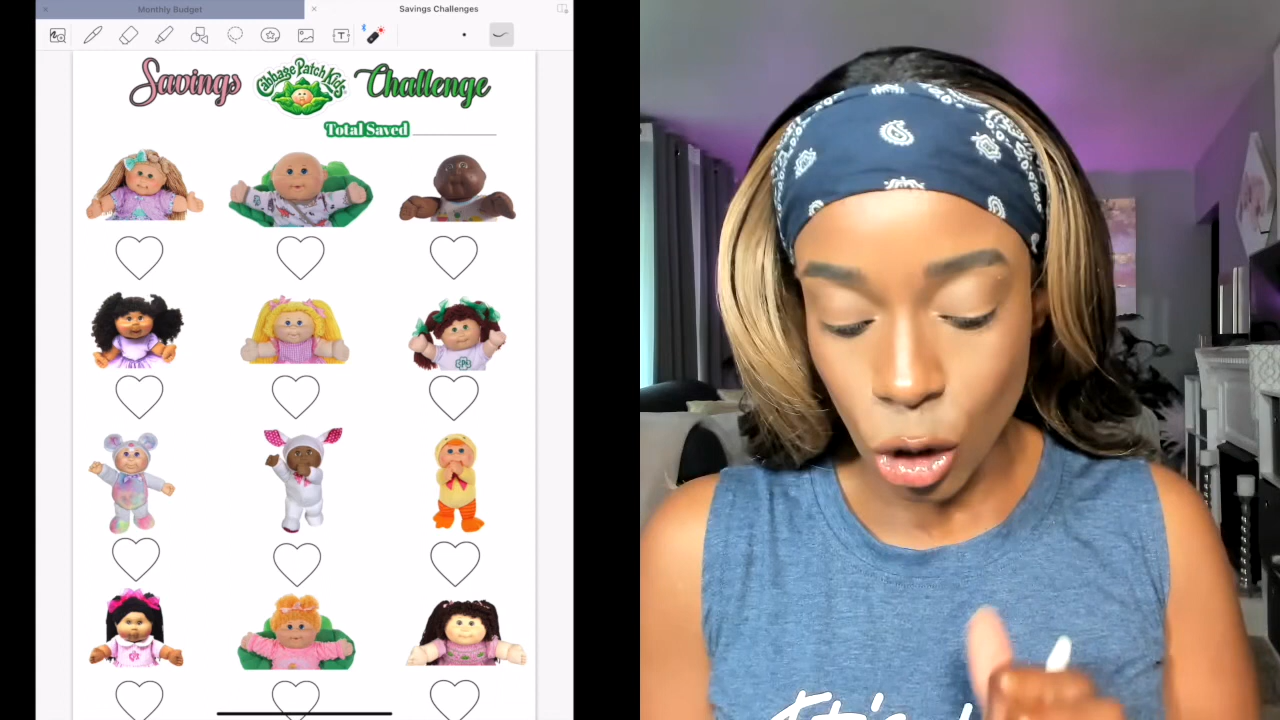 Monthly Budget
Savings Challenges
T
Savings Cabbage Patch Kids Challenge
Total Saved